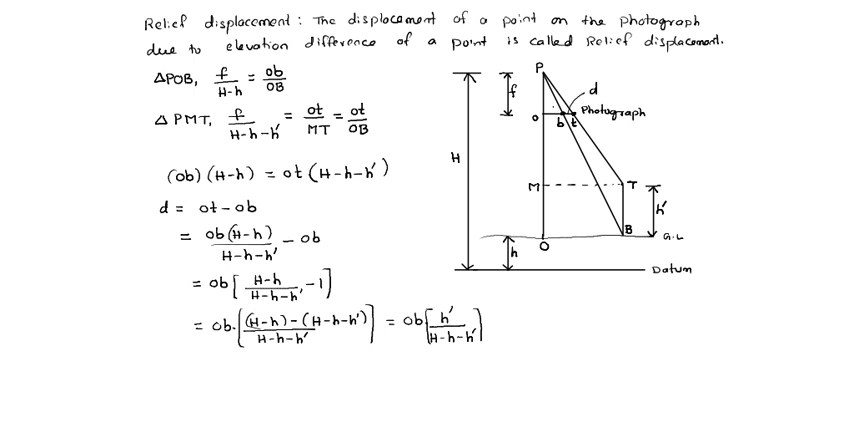 Relief displacement: The displacement of a point on the photograph
due to elevation difference of a point is called Relief displacement.
ΔPOB, f/(H-h) = ob/OB
Δ PMT, f/(H-h-h') = ot/MT = ot/OB
(ob)(H-h) = ot(H-h-h')
d = ot-ob
= ob(H-h)/(H-h-h') - ob
= ob[(H-h)/(H-h-h') -1]
= ob.[((H-h)-(H-h-h'))/(H-h-h')] = ob[h'/(H-h-h')]
P
f
d
o
b
t
Photograph
H
M
T
h'
B
G.L
O
h
Datum